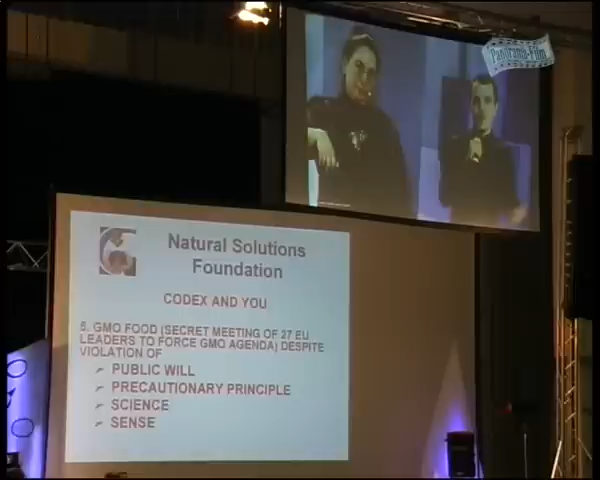 Panorama-Film
Natural Solutions
Foundation
CODEX AND YOU
5. GMO FOOD (SECRET MEETING OF 27 EU
LEADERS TO FORCE GMO AGENDA) DESPITE
VIOLATION OF
PUBLIC WILL
PRECAUTIONARY PRINCIPLE
SCIENCE
SENSE